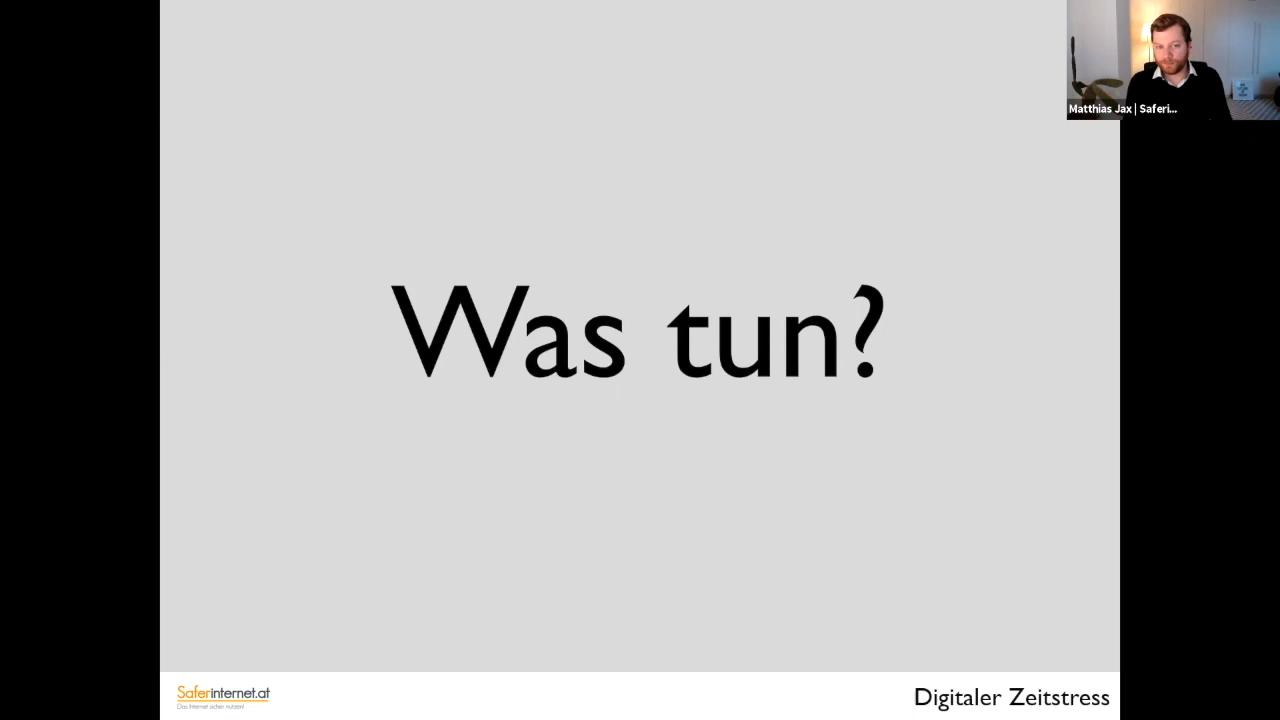 Matthias Jax | Saferi...
Was tun?
Saferinternet.at
Das Internet sicher nutzen!
Digitaler Zeitstress